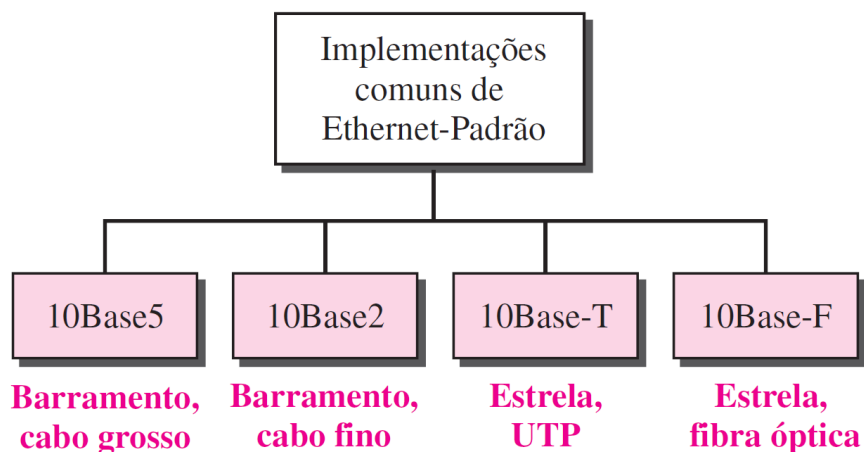 Implementações
comuns de
Ethernet-Padrão
10Base5
10Base2
10Base-T
10Base-F
Barramento,
cabo grosso
Barramento,
cabo fino
Estrela,
UTP
Estrela,
fibra óptica